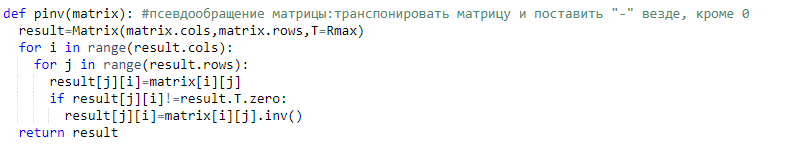 def pinv(matrix): #псевдообращение матрицы:транспонировать матрицу и поставить "-" везде, кроме 0
  result=Matrix(matrix.cols,matrix.rows,T=Rmax)
  for i in range(result.cols):
    for j in range(result.rows):
      result[j][i]=matrix[i][j]
      if result[j][i]!=result.T.zero:
        result[j][i]=matrix[i][j].inv()
  return result